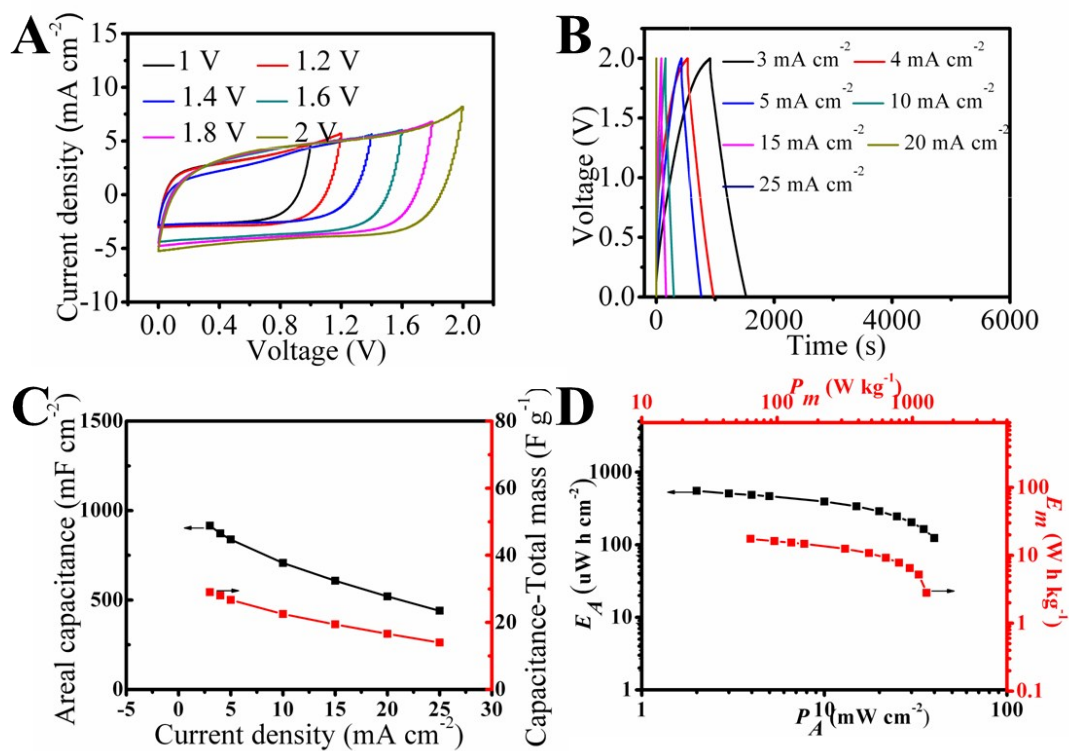 A
Current density (mA cm-2)
15
10
5
0
-5
-10
1 V 1.2 V
1.4 V 1.6 V
1.8 V 2 V
0.0 0.4 0.8 1.2 1.6 2.0
Voltage (V)
B
Voltage (V)
2.0
1.5
1.0
0.5
0.0
3 mA cm-2 4 mA cm-2
5 mA cm-2 10 mA cm-2
15 mA cm-2 20 mA cm-2
25 mA cm-2
0 2000 4000 6000
Time (s)
C
Areal capacitance (mF cm-2)
1500
1000
500
0
80
60
40
20
0
Capacitance-Total mass (F g-1)
-5 0 5 10 15 20 25 30
Current density (mA cm-2)
D
Pm (W kg-1)
10 100 1000
EA (uW h cm-2)
1000
100
10
1
100
10
1
0.1
Em (W h kg-1)
1 10 100
PA (mW cm-2)